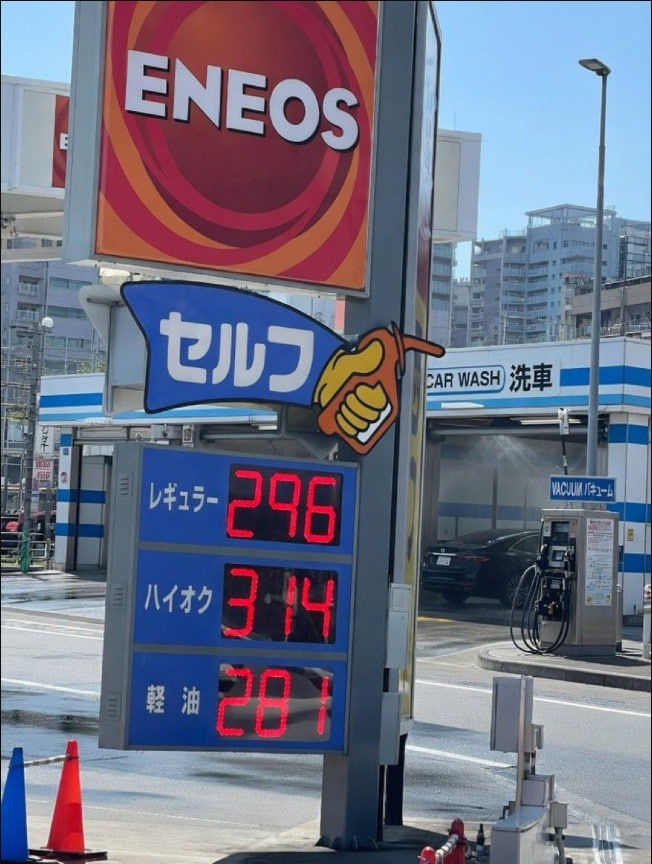 ENEOS
セルフ
CAR WASH 洗車
VACUUM バキューム
レギュラー 296
ハイオク 314
軽油 281